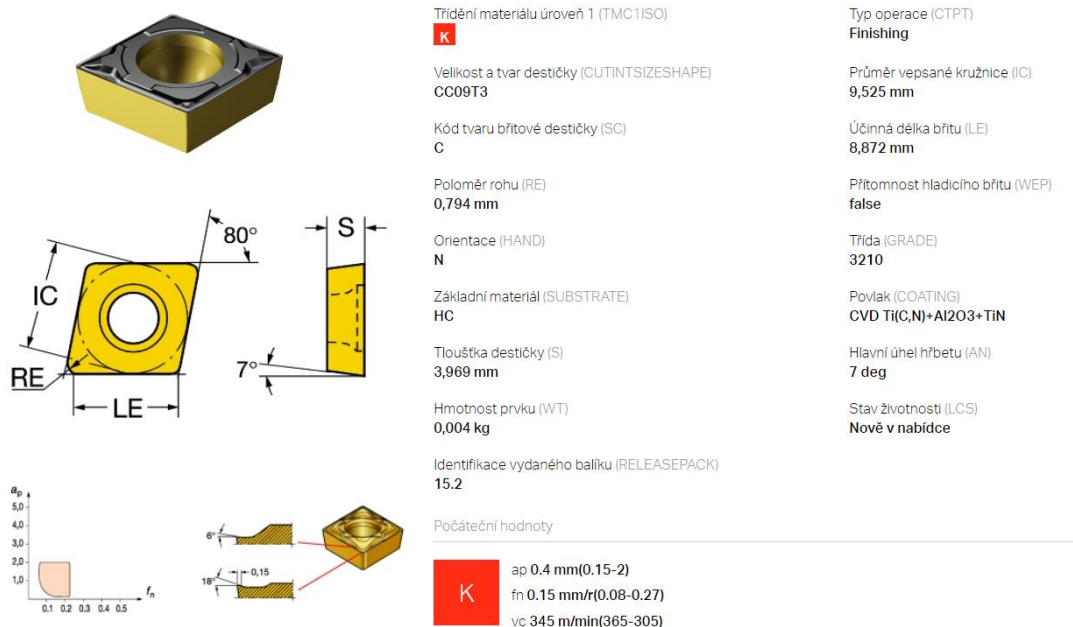 Třídění materiálu úroveň 1 (TMC1ISO)
K
Velikost a tvar destičky (CUTINTSIZESHAPE)
CC09T3
Kód tvaru břitové destičky (SC)
C
Poloměr rohu (RE)
0,794 mm
Orientace (HAND)
N
Základní materiál (SUBSTRATE)
HC
Tloušťka destičky (S)
3,969 mm
Hmotnost prvku (WT)
0,004 kg
Identifikace vydaného balíku (RELEASEPACK)
15.2
Typ operace (CTPT)
Finishing
Průměr vepsané kružnice (IC)
9,525 mm
Účinná délka břitu (LE)
8,872 mm
Přítomnost hladicího břitu (WEP)
false
Třída (GRADE)
3210
Povlak (COATING)
CVD Ti(C,N)+Al2O3+TiN
Hlavní úhel hřbetu (AN)
7 deg
Stav životnosti (LCS)
Nově v nabídce
80°
S
IC
RE
LE
7°
ap
5,0
4,0
3,0
2,0
1,0
0.1 0.2 0.3 0.4 0.5
fn
6°
0,15
18°
Počáteční hodnoty
K
ap 0.4 mm(0.15-2)
fn 0.15 mm/r(0.08-0.27)
vc 345 m/min(365-305)